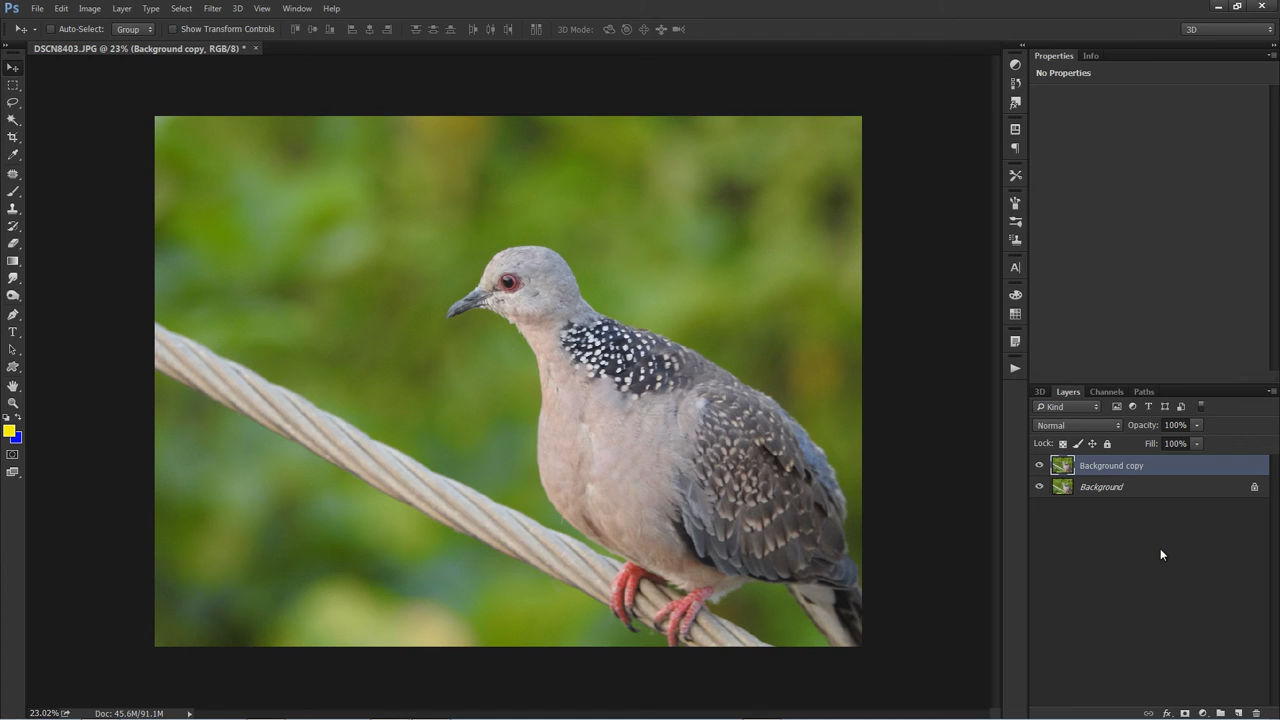 Ps File Edit Image Layer Type Select Filter 3D View Window Help
Auto-Select: Group Show Transform Controls 3D Mode: 3D
DSCN8403.JPG @ 23% (Background copy, RGB/8) * ×
Properties Info
No Properties
3D Layers Channels Paths
Kind
Normal Opacity: 100%
Lock: Fill: 100%
Background copy
Background
23.02% Doc: 45.6M/91.1M